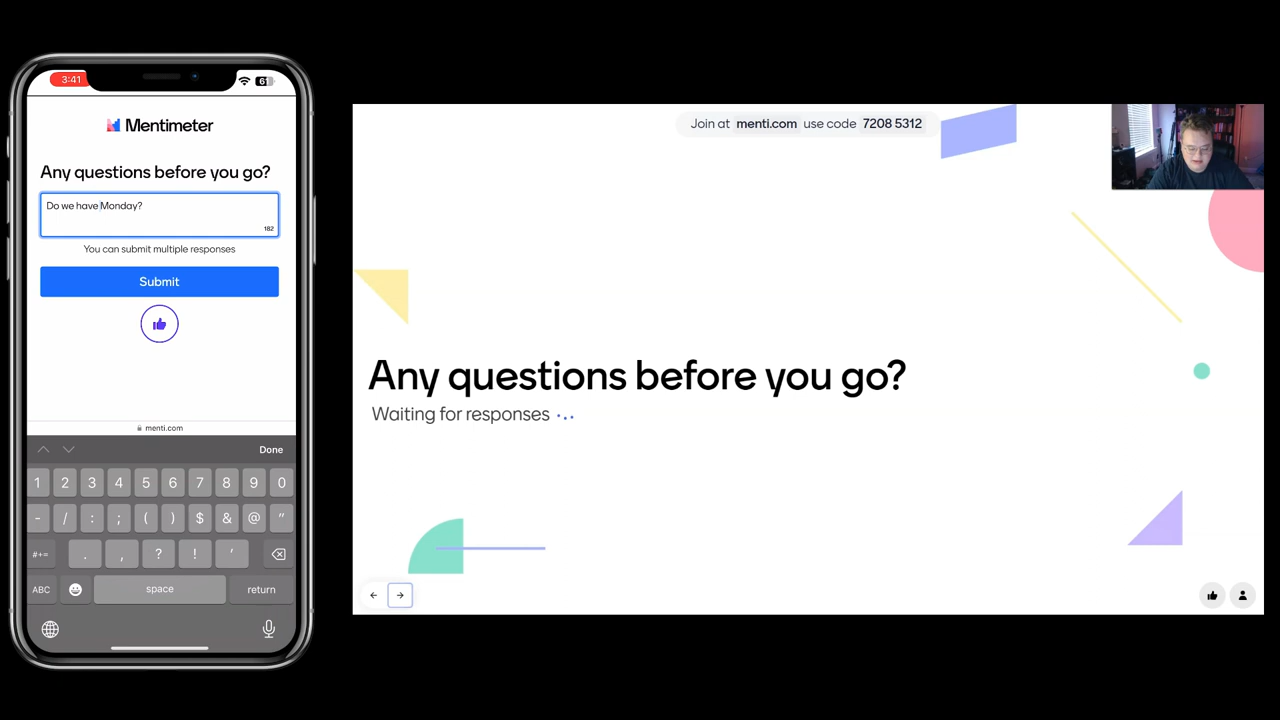 3:41
Mentimeter
Any questions before you go?
Do we have Monday?
182
You can submit multiple responses
Submit
menti.com
Done
1 2 3 4 5 6 7 8 9 0
- / : ; ( ) $ & @ "
#+= . , ? ! '
ABC space return
Join at menti.com use code 7208 5312
Any questions before you go?
Waiting for responses